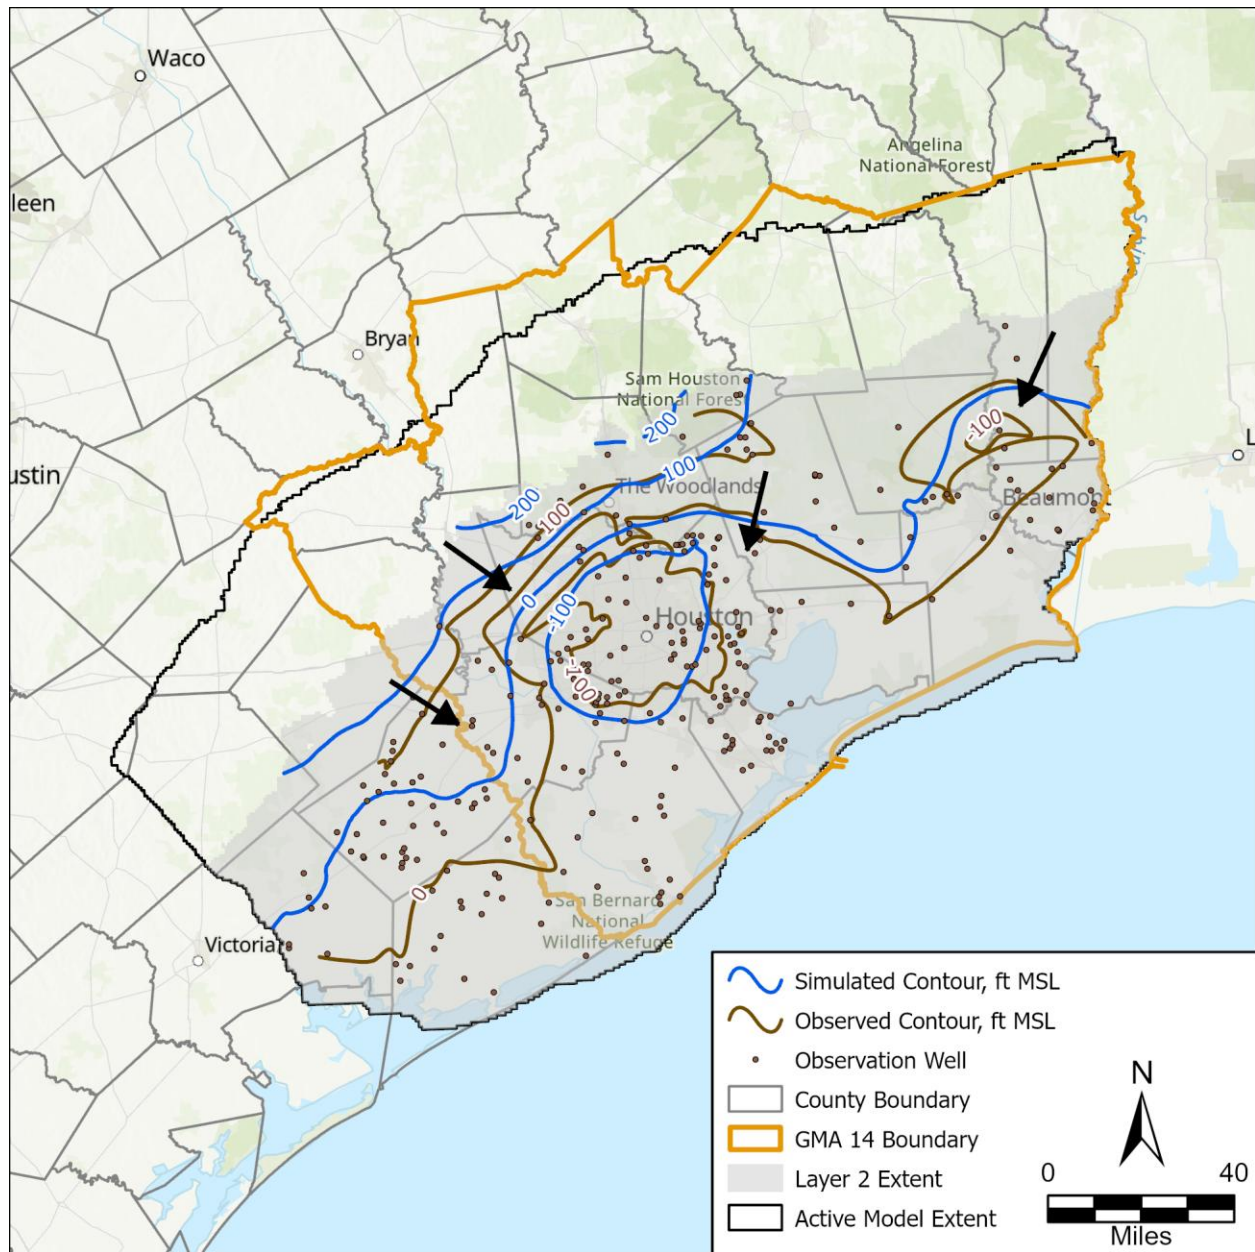 Waco
Angelina
National Forest
leen
Sabine
Bryan
Sam Houston
National Forest
200
-100
L
ustin
100
The Woodlands
200
100
Beaumon
0
-100
Houston
-100
0
San Bernard
National
Wildlife Refuge
Victoria
Simulated Contour, ft MSL
Observed Contour, ft MSL
Observation Well
County Boundary
GMA 14 Boundary
Layer 2 Extent
Active Model Extent
N
0 40
Miles